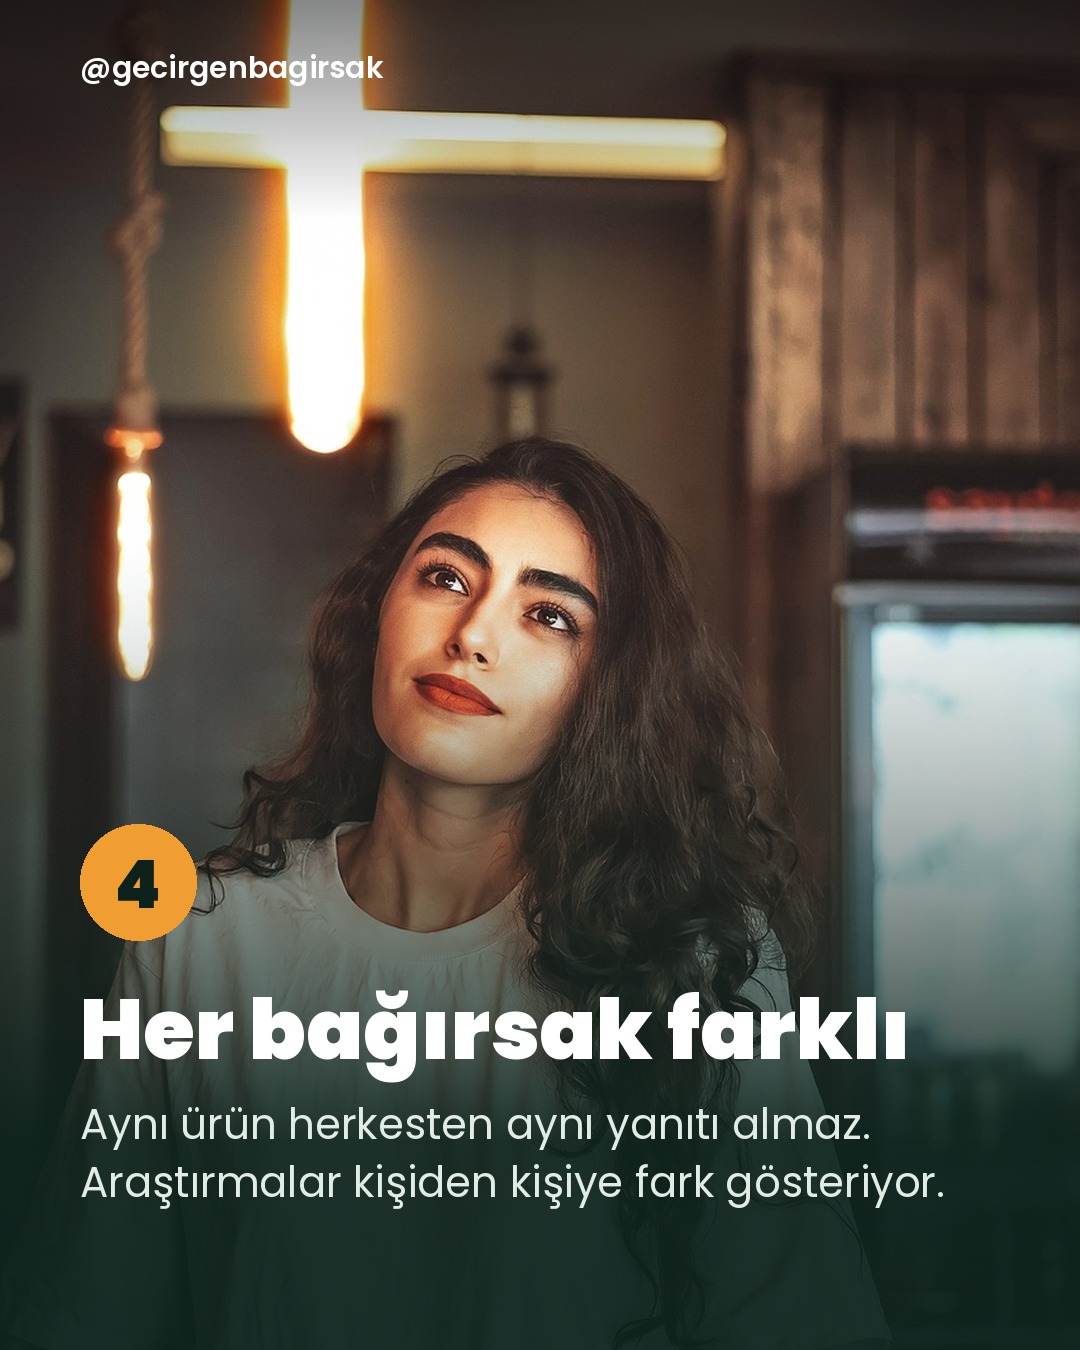 @gecirgenbagirsak
4
Her bağırsak farklı
Aynı ürün herkesten aynı yanıtı almaz.
Araştırmalar kişiden kişiye fark gösteriyor.